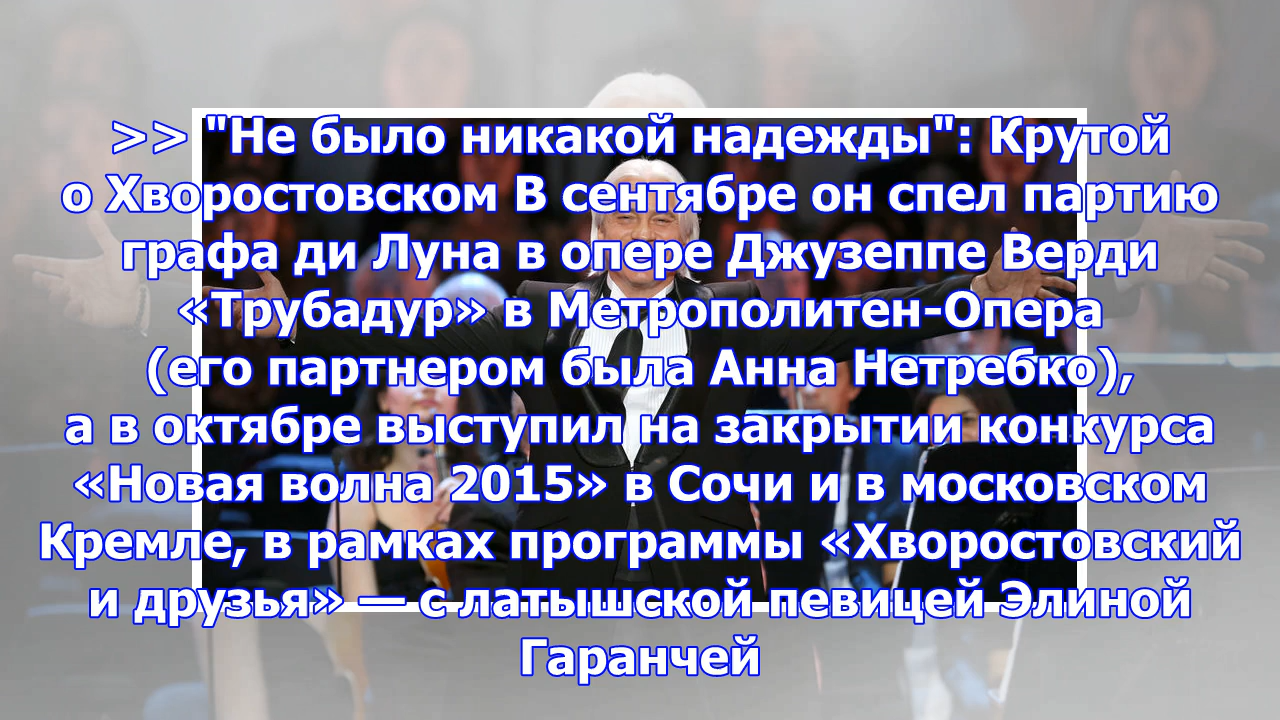 >> "Не было никакой надежды": Крутой
о Хворостовском В сентябре он спел партию
графа ди Луна в опере Джузеппе Верди
«Трубадур» в Метрополитен-Опера
(его партнером была Анна Нетребко),
а в октябре выступил на закрытии конкурса
«Новая волна 2015» в Сочи и в московском
Кремле, в рамках программы «Хворостовский
и друзья» — с латышской певицей Элиной
Гаранчей